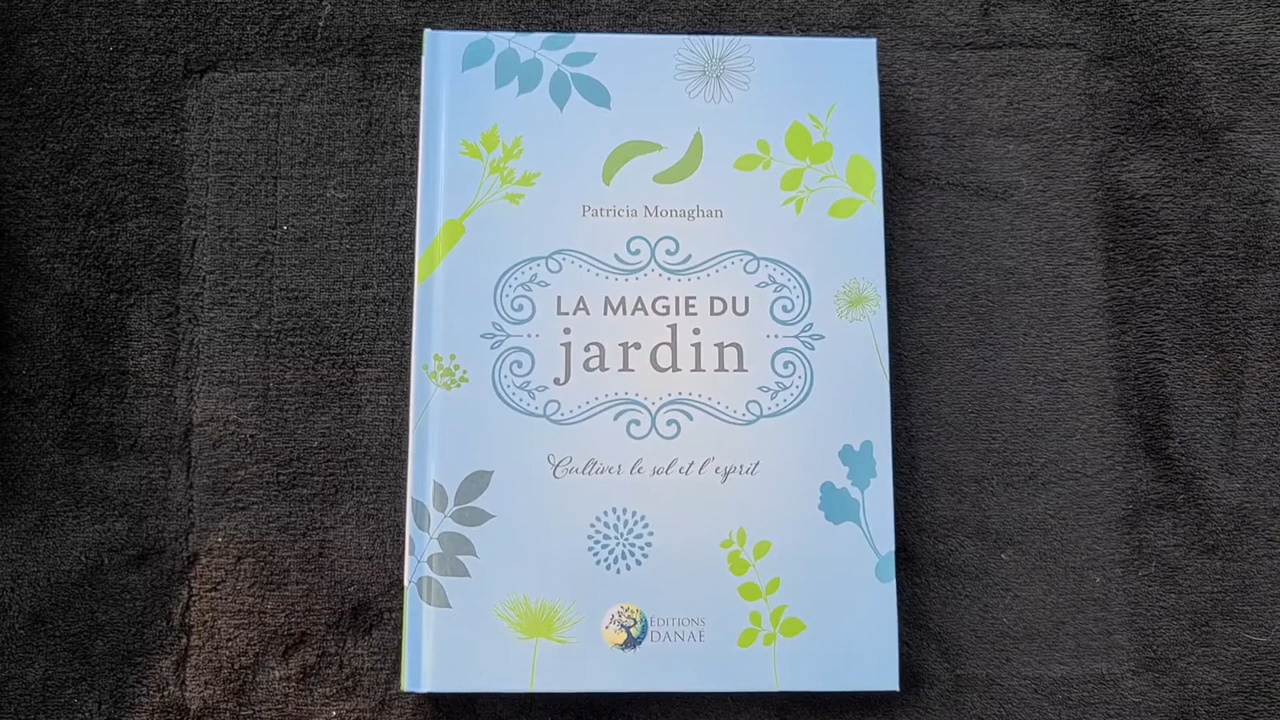 Patricia Monaghan
LA MAGIE DU
jardin
Cultiver le sol et l'esprit
ÉDITIONS
DANAÉ